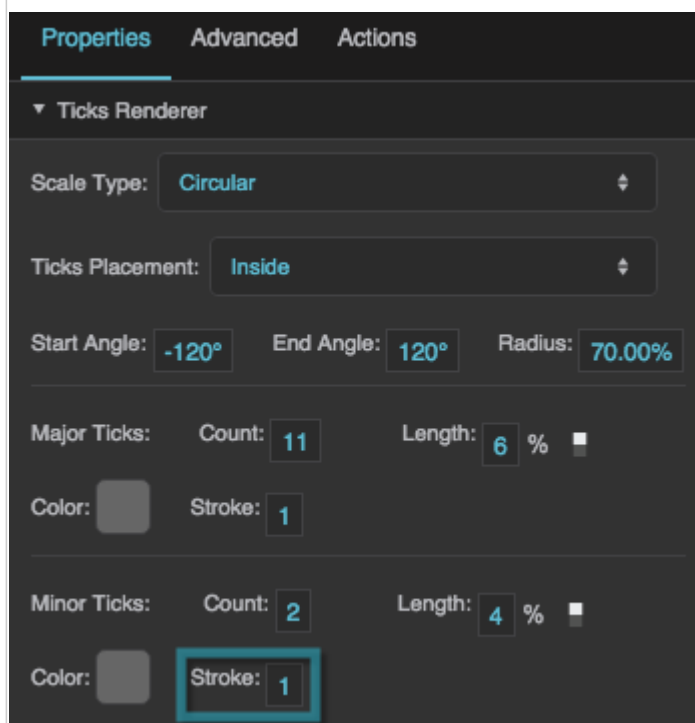 Properties Advanced Actions
Ticks Renderer
Scale Type: Circular
Ticks Placement: Inside
Start Angle: -120° End Angle: 120° Radius: 70.00%
Major Ticks: Count: 11 Length: 6 %
Color: Stroke: 1
Minor Ticks: Count: 2 Length: 4 %
Color: Stroke: 1